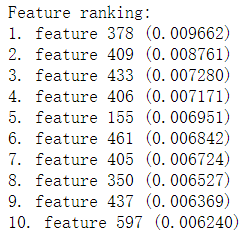 Feature ranking:
1. feature 378 (0.009662)
2. feature 409 (0.008761)
3. feature 433 (0.007280)
4. feature 406 (0.007171)
5. feature 155 (0.006951)
6. feature 461 (0.006842)
7. feature 405 (0.006724)
8. feature 350 (0.006527)
9. feature 437 (0.006369)
10. feature 597 (0.006240)